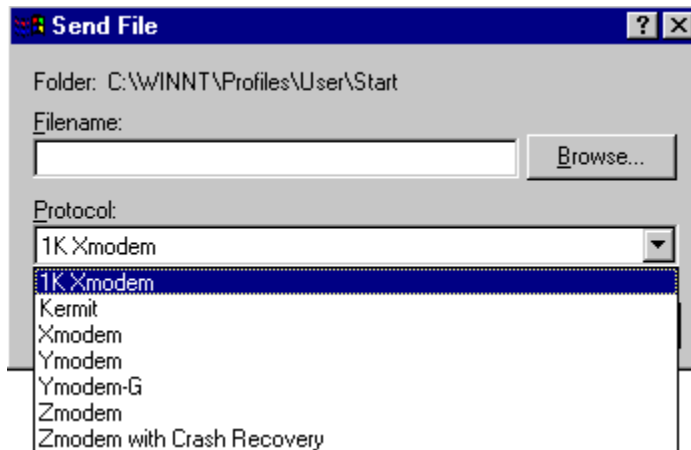 Send File
Folder: C:\WINNT\Profiles\User\Start
Filename:
Browse...
Protocol:
1K Xmodem
1K Xmodem
Kermit
Xmodem
Ymodem
Ymodem-G
Zmodem
Zmodem with Crash Recovery